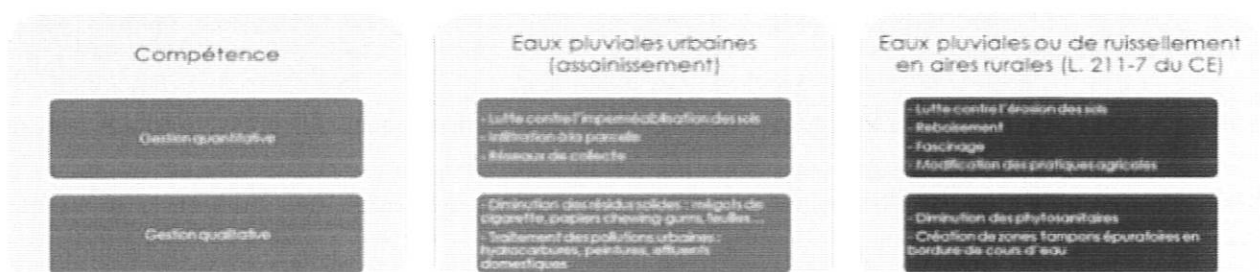 Compétence
Gestion quantitative
Gestion qualitative
Eaux pluviales urbaines
(assainissement)
- Lutte contre l'imperméabilisation des sols
- Infiltration à la parcelle
- Réseaux de collecte
- Diminution des résidus solides : mégots de
cigarette, papiers chewing-gums, feuilles ...
- Traitement des pollutions urbaines :
hydrocarbures, peintures, effluents
domestiques
Eaux pluviales ou de ruissellement
en aires rurales (L. 211-7 du CE)
- Lutte contre l'érosion des sols
- Reboisement
- Fascinage
- Modification des pratiques agricoles
- Diminution des phytosanitaires
- Création de zones tampons épuratoires en
bordure de cours d'eau